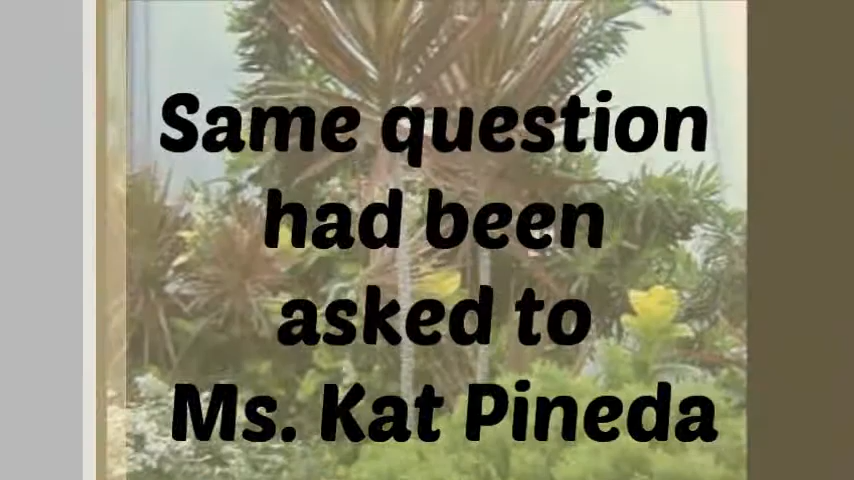 Same question
had been
asked to
Ms. Kat Pineda